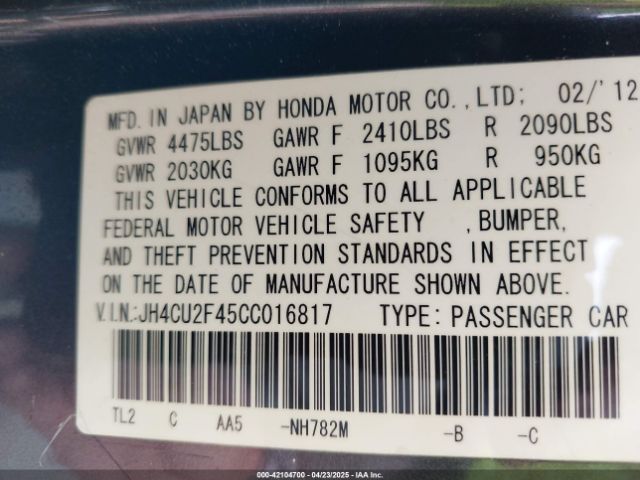 MFD. IN JAPAN BY HONDA MOTOR CO.,LTD; 02/'12
GVWR 4475LBS GAWR F 2410LBS R 2090LBS
GVWR 2030KG GAWR F 1095KG R 950KG
THIS VEHICLE CONFORMS TO ALL APPLICABLE
FEDERAL MOTOR VEHICLE SAFETY , BUMPER,
AND THEFT PREVENTION STANDARDS IN EFFECT
ON THE DATE OF MANUFACTURE SHOWN ABOVE.
V.I.N.:JH4CU2F45CC016817 TYPE: PASSENGER CAR
TL2 C AA5 -NH782M -B -C
000-42104700 | 04/23/2025 - IAA Inc.